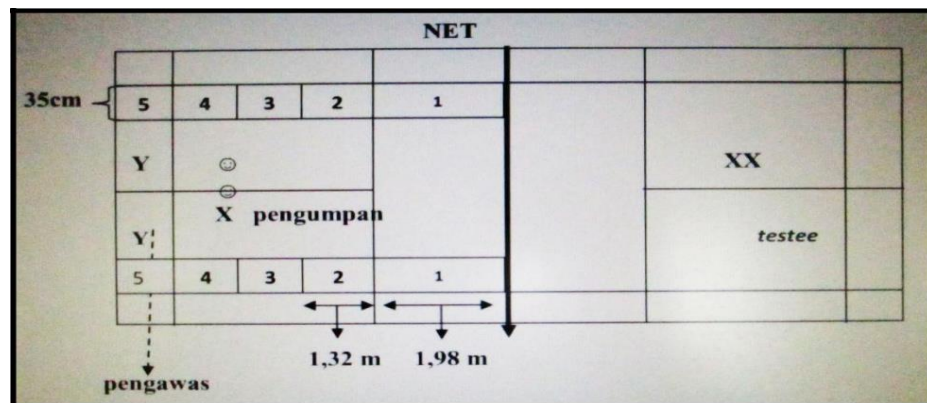 NET
35cm
5 4 3 2 1
Y XX
X pengumpan
Y testee
5 4 3 2 1
1,32 m 1,98 m
pengawas